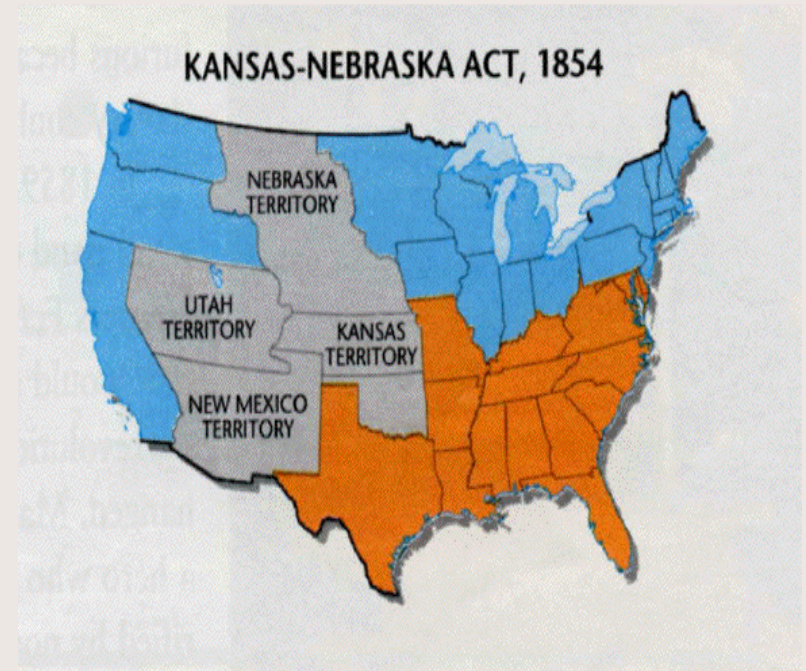 KANSAS-NEBRASKA ACT, 1854
NEBRASKA
TERRITORY
UTAH
TERRITORY
KANSAS
TERRITORY
NEW MEXICO
TERRITORY